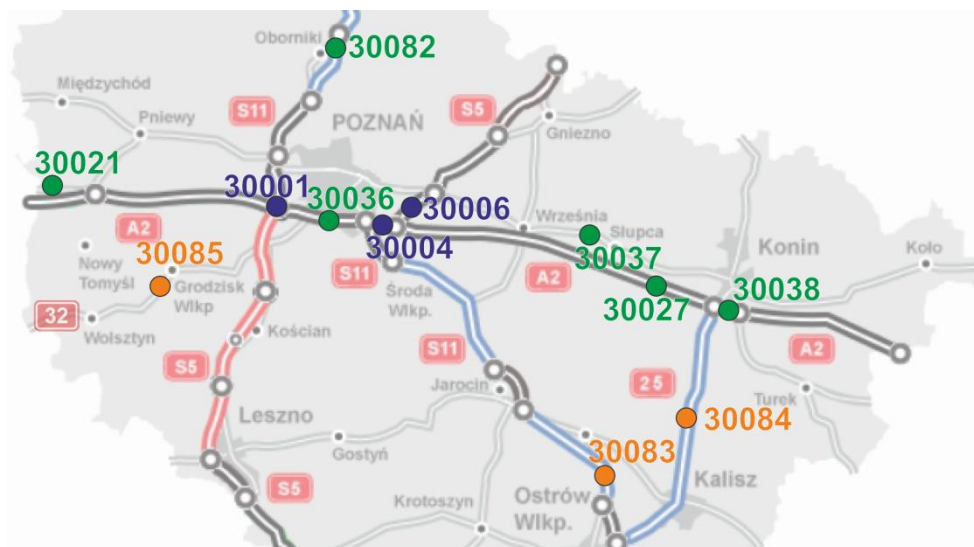 Oborniki
30082
Międzychód
S11
S5
Pniewy
POZNAŃ
Gniezno
30021
30001
30036
30006
Września
A2
30004
Słupca
30085
Konin
Koło
Nowy
Tomyśl
S11
30037
Grodzisk
Wlkp
A2
Środa
Wlkp.
30027
30038
32
Wolsztyn
Kościan
S11
A2
S5
Jarocin
25
Turek
Leszno
30084
Gostyń
30083
Kalisz
S5
Krotoszyn
Ostrów
Wlkp.